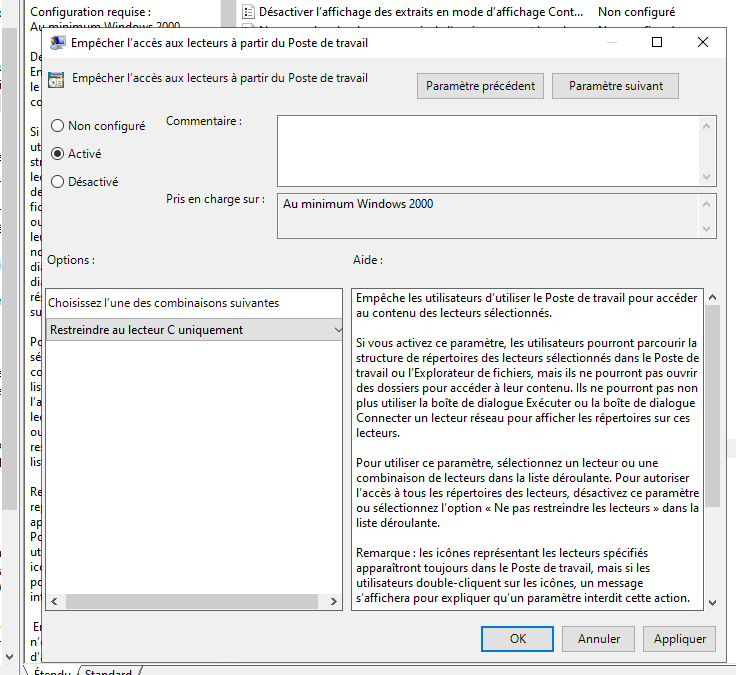 Configuration requise :
Au minimum Windows 2000
Désactiver l'affichage des extraits en mode d'affichage Cont...
Non configuré
Empêcher l'accès aux lecteurs à partir du Poste de travail
Empêcher l'accès aux lecteurs à partir du Poste de travail
Paramètre précédent
Paramètre suivant
Non configuré
Activé
Désactivé
Commentaire :
Pris en charge sur :
Au minimum Windows 2000
Options :
Aide :
Choisissez l'une des combinaisons suivantes
Restreindre au lecteur C uniquement
Empêche les utilisateurs d'utiliser le Poste de travail pour accéder
au contenu des lecteurs sélectionnés.
Si vous activez ce paramètre, les utilisateurs pourront parcourir la
structure de répertoires des lecteurs sélectionnés dans le Poste de
travail ou l'Explorateur de fichiers, mais ils ne pourront pas ouvrir
des dossiers pour accéder à leur contenu. Ils ne pourront pas non
plus utiliser la boîte de dialogue Exécuter ou la boîte de dialogue
Connecter un lecteur réseau pour afficher les répertoires sur ces
lecteurs.
Pour utiliser ce paramètre, sélectionnez un lecteur ou une
combinaison de lecteurs dans la liste déroulante. Pour autoriser
l'accès à tous les répertoires des lecteurs, désactivez ce paramètre
ou sélectionnez l'option « Ne pas restreindre les lecteurs » dans la
liste déroulante.
Remarque : les icônes représentant les lecteurs spécifiés
apparaîtront toujours dans le Poste de travail, mais si les
utilisateurs double-cliquent sur les icônes, un message
s'affichera pour expliquer qu'un paramètre interdit cette action.
OK
Annuler
Appliquer
Étendu
Standard